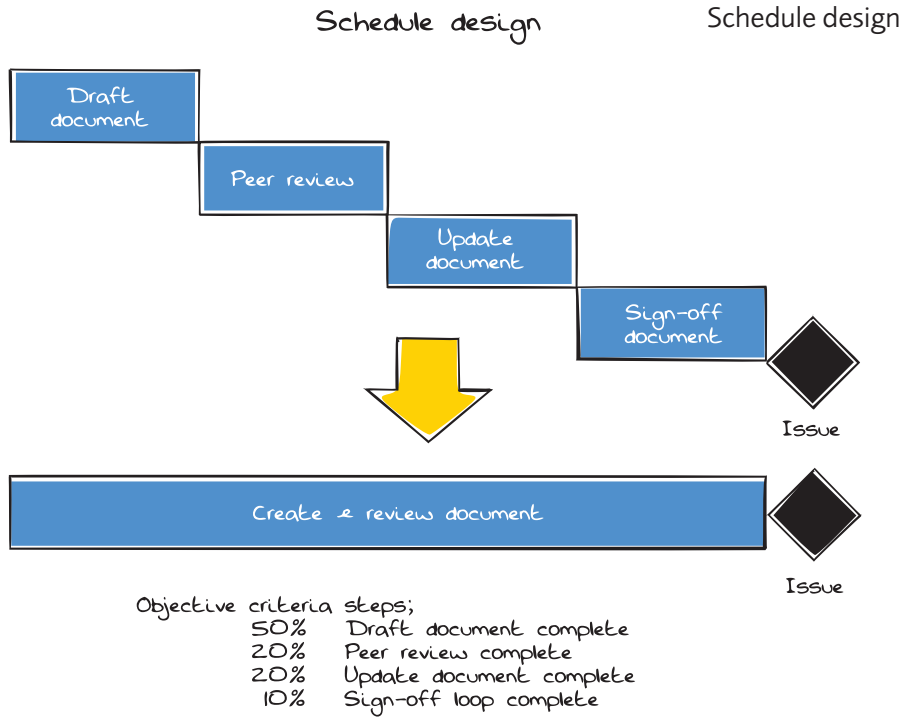 Schedule design
Schedule design
Draft
document
Peer review
Update
document
Sign-off
document
Issue
Create & review document
Issue
Objective criteria steps;
50% Draft document complete
20% Peer review complete
20% Update document complete
10% Sign-off loop complete